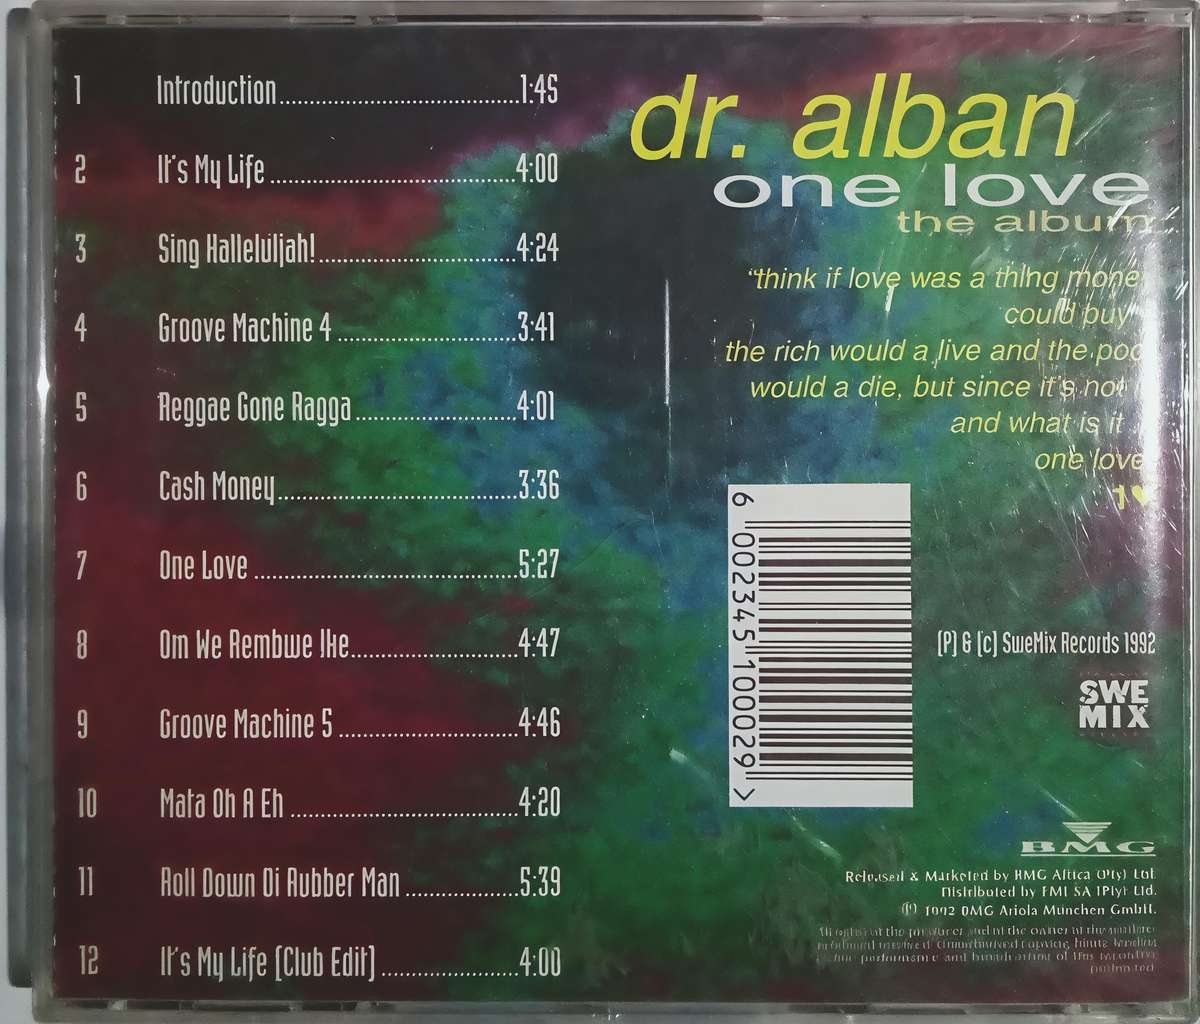 1 Introduction 1:45
2 It's My Life 4:00
3 Sing Halleluijah! 4:24
4 Groove Machine 4 3:41
5 Reggae Gone Ragga 4:01
6 Cash Money 3:36
7 One Love 5:27
8 Om We Rembwe Ike 4:47
9 Groove Machine 5 4:46
10 Mata Oh A Eh 4:20
11 Roll Down Di Rubber Man 5:39
12 It's My Life [Club Edit] 4:00
dr. alban
one love
the album
"think if love was a thing mone
could buy
the rich would a live and the poo
would a die, but since it's not
and what is it
one love
1♥
6 002345 100029 >
[P] & [c] SweMix Records 1992
SWE
MIX
BMG
Released & Marketed by BMG Africa (Pty) Ltd.
Distributed by EMI SA (Pty) Ltd.
(P) 1992 BMG Ariola München GmbH.